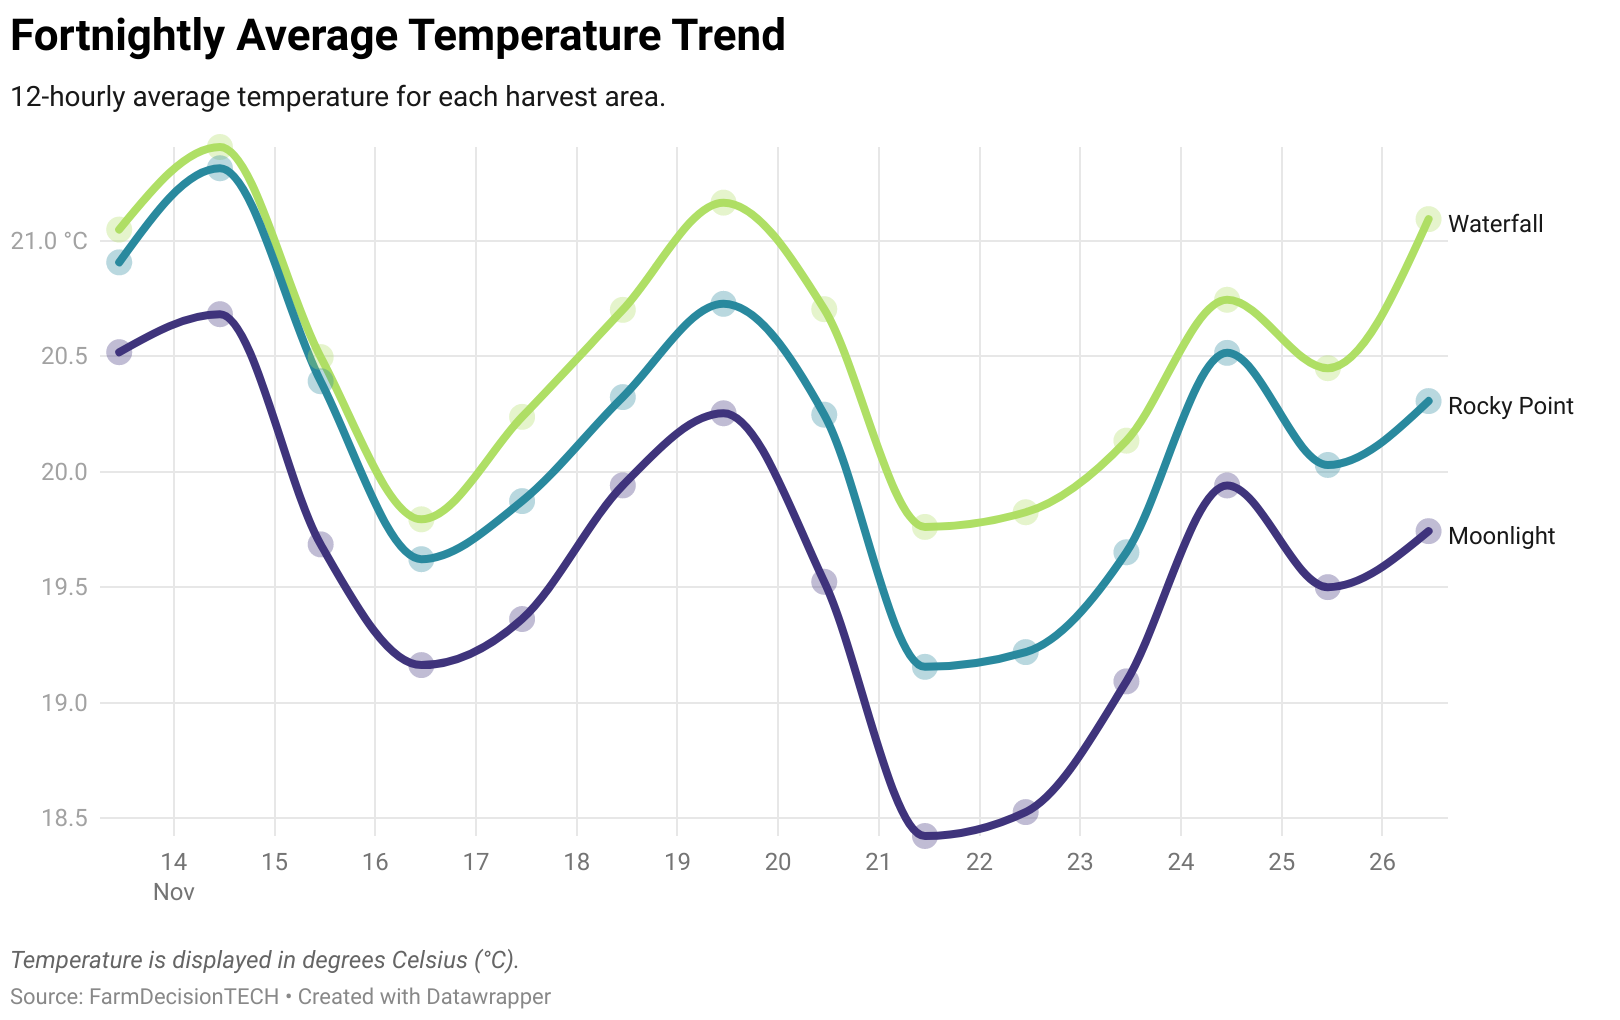 Fortnightly Average Temperature Trend
12-hourly average temperature for each harvest area.
21.0 °C
20.5
20.0
19.5
19.0
18.5
Waterfall
Rocky Point
Moonlight
14 15 16 17 18 19 20 21 22 23 24 25 26
Nov
Temperature is displayed in degrees Celsius (°C).
Source: FarmDecisionTECH • Created with Datawrapper